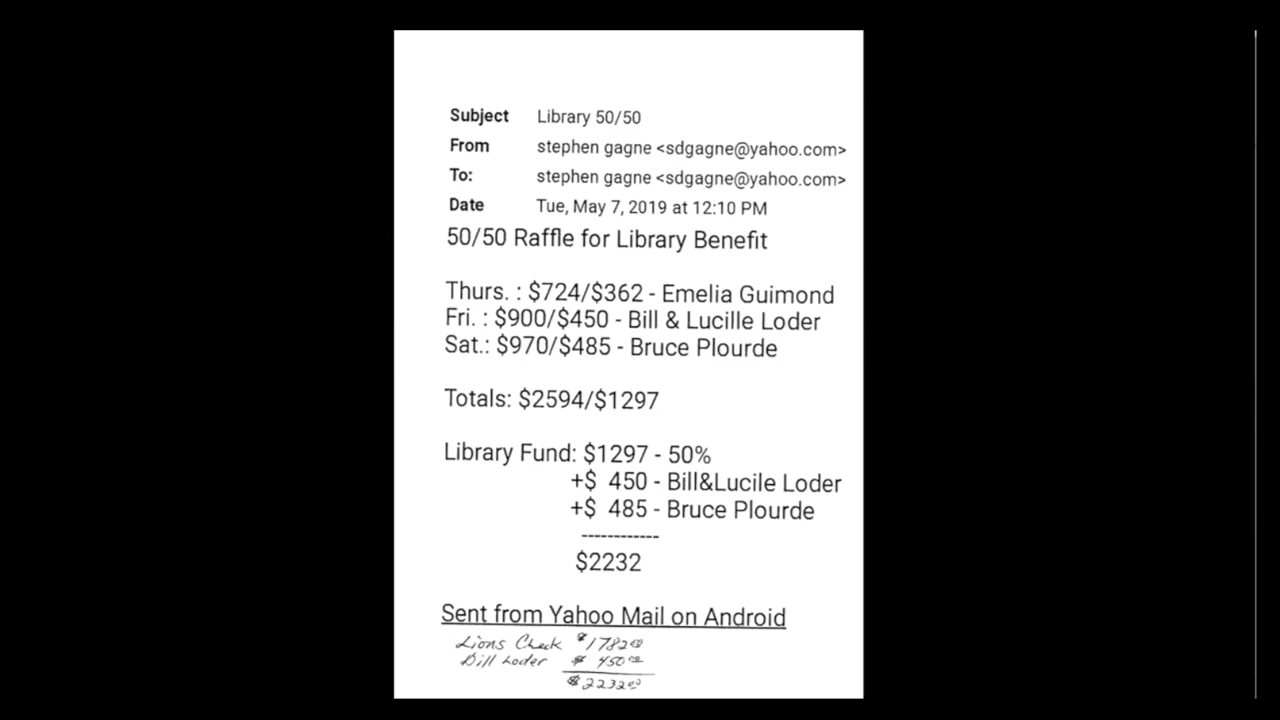 Subject Library 50/50
From stephen gagne <sdgagne@yahoo.com>
To: stephen gagne <sdgagne@yahoo.com>
Date Tue, May 7, 2019 at 12:10 PM
50/50 Raffle for Library Benefit
Thurs. : $724/$362 - Emelia Guimond
Fri. : $900/$450 - Bill & Lucille Loder
Sat.: $970/$485 - Bruce Plourde
Totals: $2594/$1297
Library Fund: $1297 - 50%
+$ 450 - Bill&Lucile Loder
+$ 485 - Bruce Plourde
------------
$2232
Sent from Yahoo Mail on Android
Lions Check $1782.00
Bill Loder $ 450.00
$2232.00